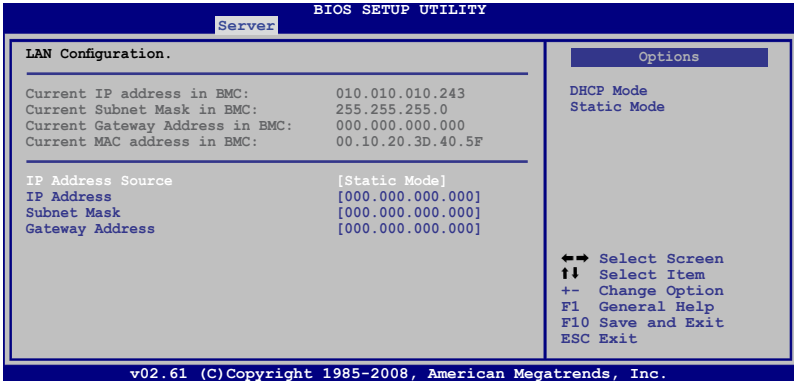 BIOS SETUP UTILITY
Server
LAN Configuration.
Current IP address in BMC: 010.010.010.243
Current Subnet Mask in BMC: 255.255.255.0
Current Gateway Address in BMC: 000.000.000.000
Current MAC address in BMC: 00.10.20.3D.40.5F
IP Address Source [Static Mode]
IP Address [000.000.000.000]
Subnet Mask [000.000.000.000]
Gateway Address [000.000.000.000]
Options
DHCP Mode
Static Mode
←→ Select Screen
↑↓ Select Item
+- Change Option
F1 General Help
F10 Save and Exit
ESC Exit
v02.61 (C)Copyright 1985-2008, American Megatrends, Inc.